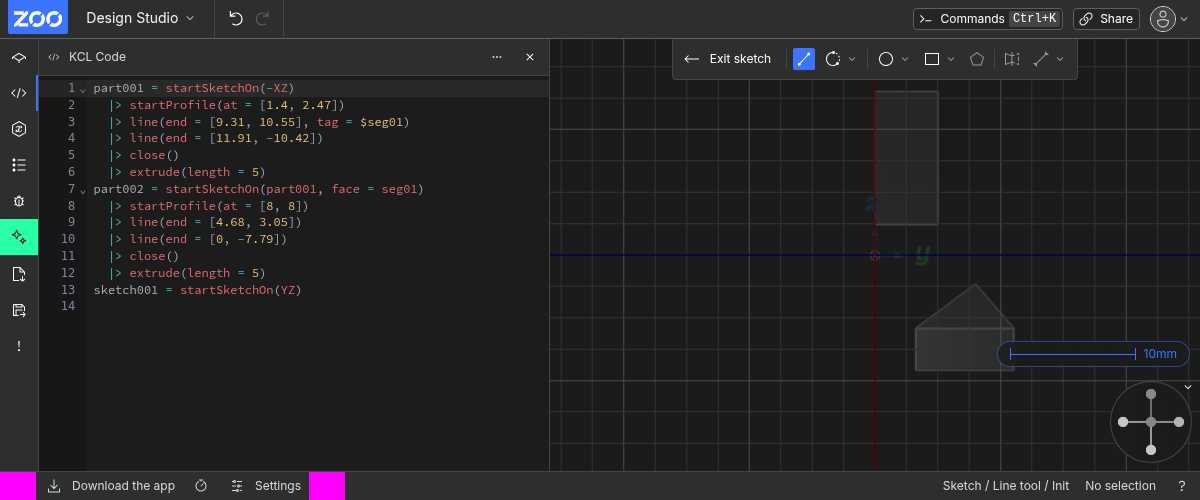 ZOO Design Studio Commands Ctrl+K Share
KCL Code
Exit sketch
1 part001 = startSketchOn(-XZ)
2 |> startProfile(at = [1.4, 2.47])
3 |> line(end = [9.31, 10.55], tag = $seg01)
4 |> line(end = [11.91, -10.42])
5 |> close()
6 |> extrude(length = 5)
7 part002 = startSketchOn(part001, face = seg01)
8 |> startProfile(at = [8, 8])
9 |> line(end = [4.68, 3.05])
10 |> line(end = [0, -7.79])
11 |> close()
12 |> extrude(length = 5)
13 sketch001 = startSketchOn(YZ)
14
y
10mm
Download the app Settings Sketch / Line tool / Init No selection ?